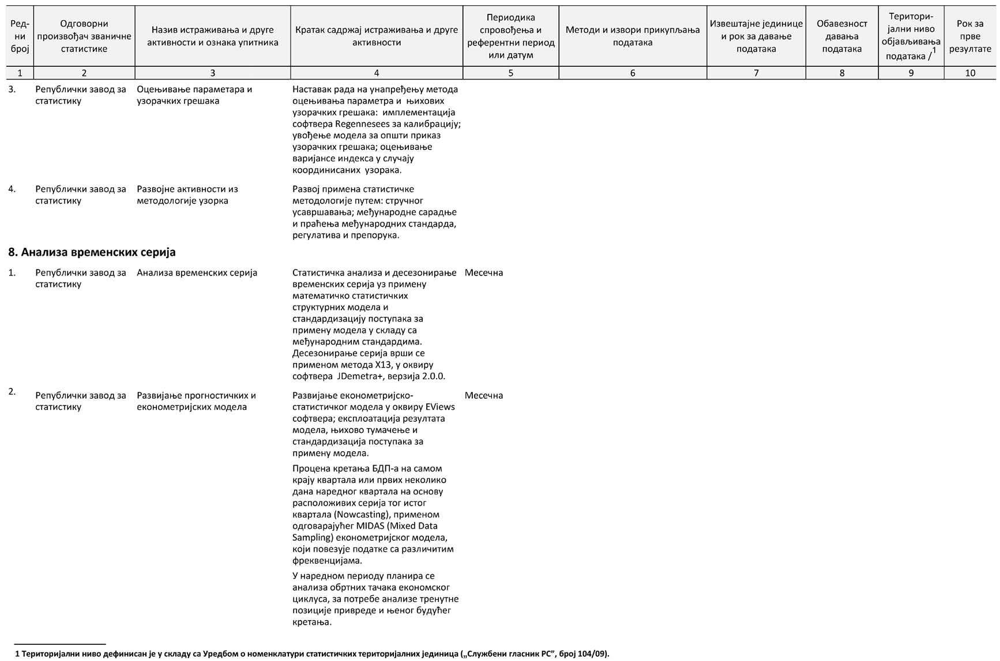 Ред-
ни
број
Одговорни
произвођач званичне
статистике
Назив истраживања и друге
активности и ознака упитника
Кратак садржај истраживања и друге
активности
Периодика
спровођења и
референтни период
или датум
Методи и извори прикупљања
података
Извештајне јединице
и рок за давање
података
Обавезност
давања
података
Територи-
јални ниво
објављивања
података /1
Рок за
прве
резултате
1 2 3 4 5 6 7 8 9 10
3.
Републички завод за
статистику
Оцењивање параметара и
узорачких грешака
Наставак рада на унапређењу метода
оцењивања параметра и њихових
узорачких грешака: имплементација
софтвера Regennesees за калибрацију;
увођење модела за општи приказ
узорачких грешака; оцењивање
варијансе индекса у случају
координисаних узорака.
4.
Републички завод за
статистику
Развојне активности из
методологије узорка
Развој примена статистичке
методологије путем: стручног
усавршавања; међународне сарадње
и праћења међународних стандарда,
регулатива и препорука.
8. Анализа временских серија
1.
Републички завод за
статистику
Анализа временских серија
Статистичка анализа и десезонирање
временских серија уз примену
математичко статистичких
структурних модела и
стандардизацију поступака за
примену модела у складу са
међународним стандардима.
Десезонирање серија врши се
применом метода X13, у оквиру
софтвера JDemetra+, верзија 2.0.0.
Месечна
2.
Републички завод за
статистику
Развијање прогностичких и
економетријских модела
Развијање економетријско-
статистичког модела у оквиру EViews
софтвера; експлоатација резултата
модела, њихово тумачење и
стандардизација поступака за
примену модела.
Процена кретања БДП-а на самом
крају квартала или првих неколико
дана наредног квартала на основу
расположивих серија тог истог
квартала (Nowcasting), применом
одговарајућег MIDAS (Mixed Data
Sampling) економетријског модела,
који повезује податке са различитим
фреквенцијама.
У наредном периоду планира се
анализа обртних тачака економског
циклуса, за потребе анализе тренутне
позиције привреде и њеног будућег
кретања.
Месечна
1 Територијални ниво дефинисан је у складу са Уредбом о номенклатури статистичких територијалних јединица („Службени гласник РС”, број 104/09).